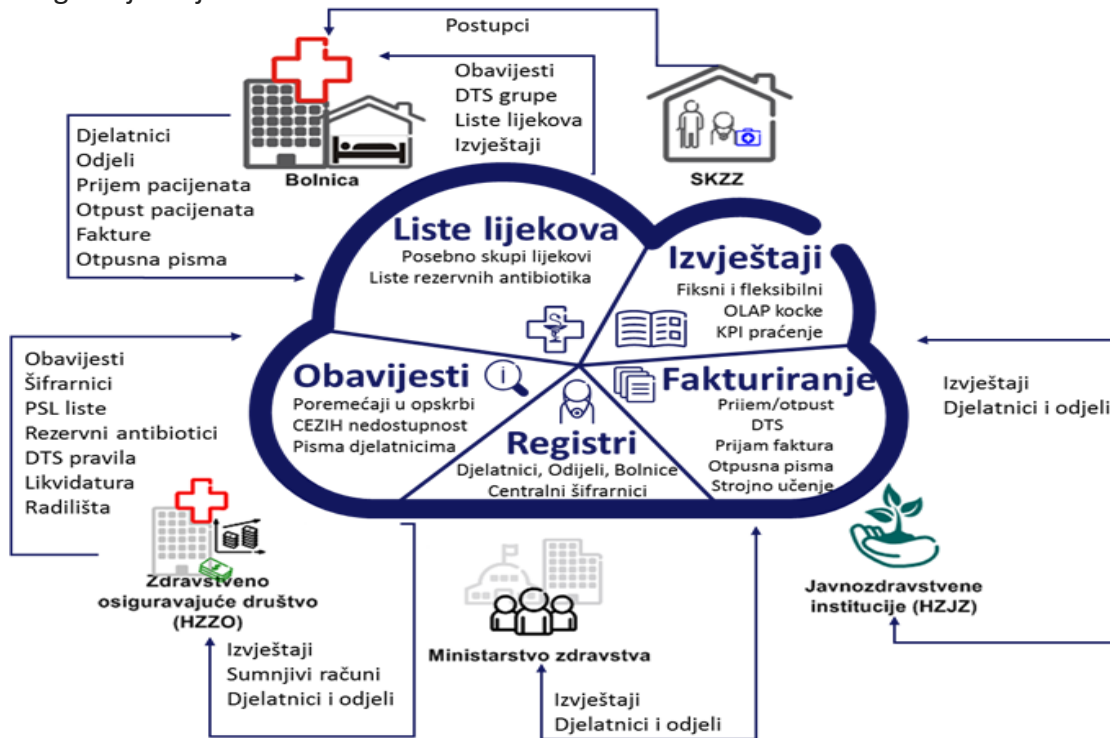 Postupci
Obavijesti
DTS grupe
Liste lijekova
Izvještaji
Djelatnici
Odjeli
Prijem pacijenata
Otpust pacijenata
Fakture
Otpusna pisma
Bolnica
SKZZ
Liste lijekova
Posebno skupi lijekovi
Liste rezervnih antibiotika
Izvještaji
Fiksni i fleksibilni
OLAP kocke
KPI praćenje
Obavijesti
Šifrarnici
PSL liste
Rezervni antibiotici
DTS pravila
Likvidatura
Radilišta
Obavijesti
Poremećaji u opskrbi
CEZIH nedostupnost
Pisma djelatnicima
Registri
Djelatnici, Odijeli, Bolnice
Centralni šifrarnici
Fakturiranje
Prijem/otpust
DTS
Prijam faktura
Otpusna pisma
Strojno učenje
Izvještaji
Djelatnici i odjeli
Zdravstveno
osiguravajuće društvo
(HZZO)
Izvještaji
Sumnjivi računi
Djelatnici i odjeli
Ministarstvo zdravstva
Izvještaji
Djelatnici i odjeli
Javnozdravstvene
institucije (HZJZ)